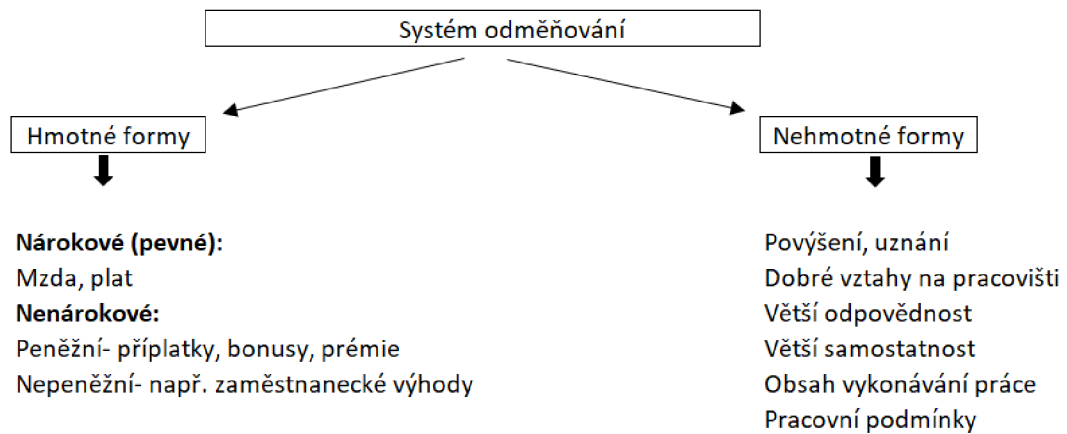 Systém odměňování
Hmotné formy
Nárokové (pevné):
Mzda, plat
Nenárokové:
Peněžní- příplatky, bonusy, prémie
Nepeněžní- např. zaměstnanecké výhody
Nehmotné formy
Povýšení, uznání
Dobré vztahy na pracovišti
Větší odpovědnost
Větší samostatnost
Obsah vykonávání práce
Pracovní podmínky